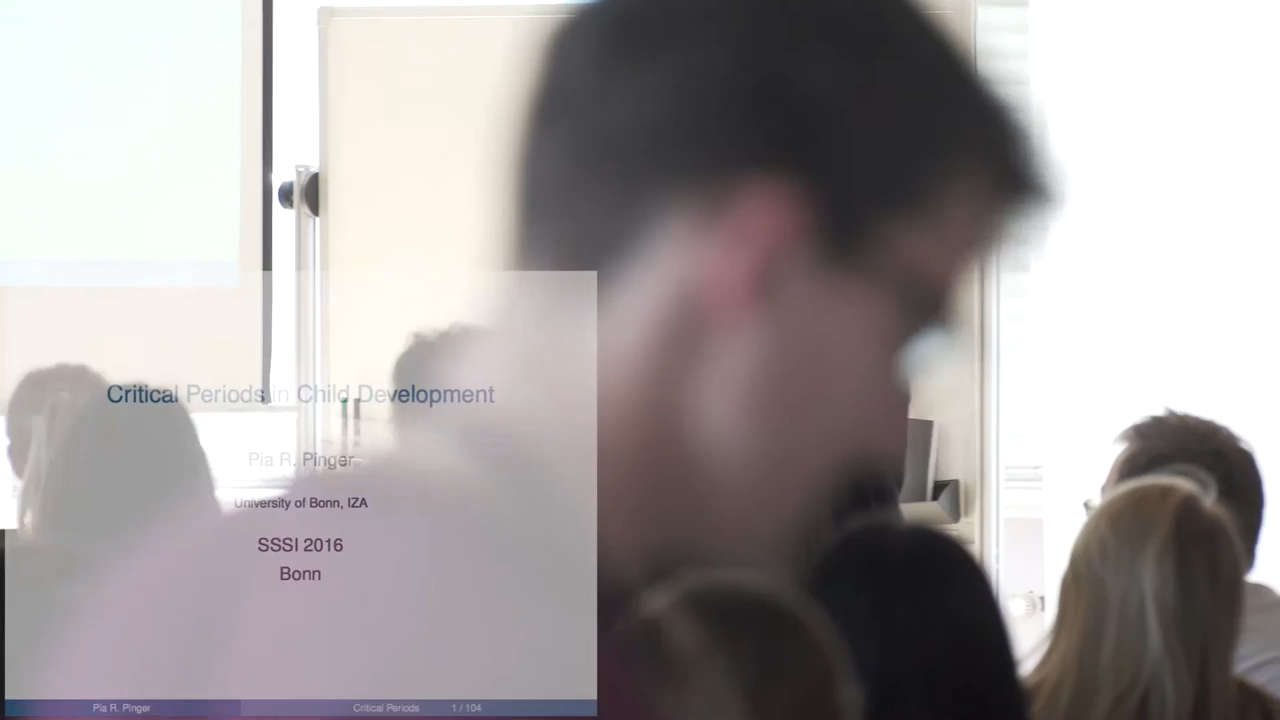 Critical Periods in Child Development
Pia R. Pinger
University of Bonn, IZA
SSSI 2016
Bonn
Pia R. Pinger
Critical Periods
1 / 104